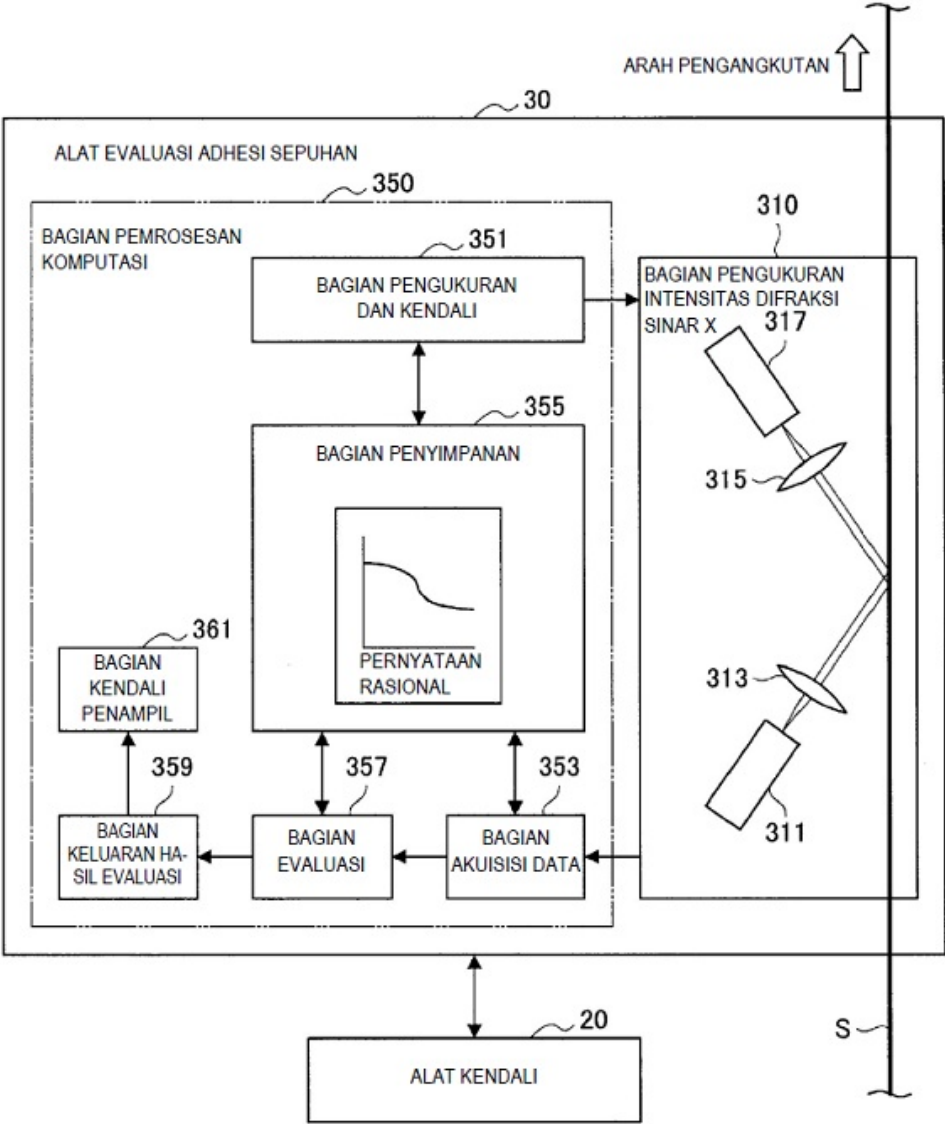 ARAH PENGANGKUTAN
30
ALAT EVALUASI ADHESI SEPUHAN
350
BAGIAN PEMROSESAN
KOMPUTASI
351
BAGIAN PENGUKURAN
DAN KENDALI
310
BAGIAN PENGUKURAN
INTENSITAS DIFRAKSI
SINAR X
317
315
313
311
355
BAGIAN PENYIMPANAN
PERNYATAAN
RASIONAL
361
BAGIAN
KENDALI
PENAMPIL
359
BAGIAN
KELUARAN HA-
SIL EVALUASI
357
BAGIAN
EVALUASI
353
BAGIAN
AKUISISI DATA
S
20
ALAT KENDALI